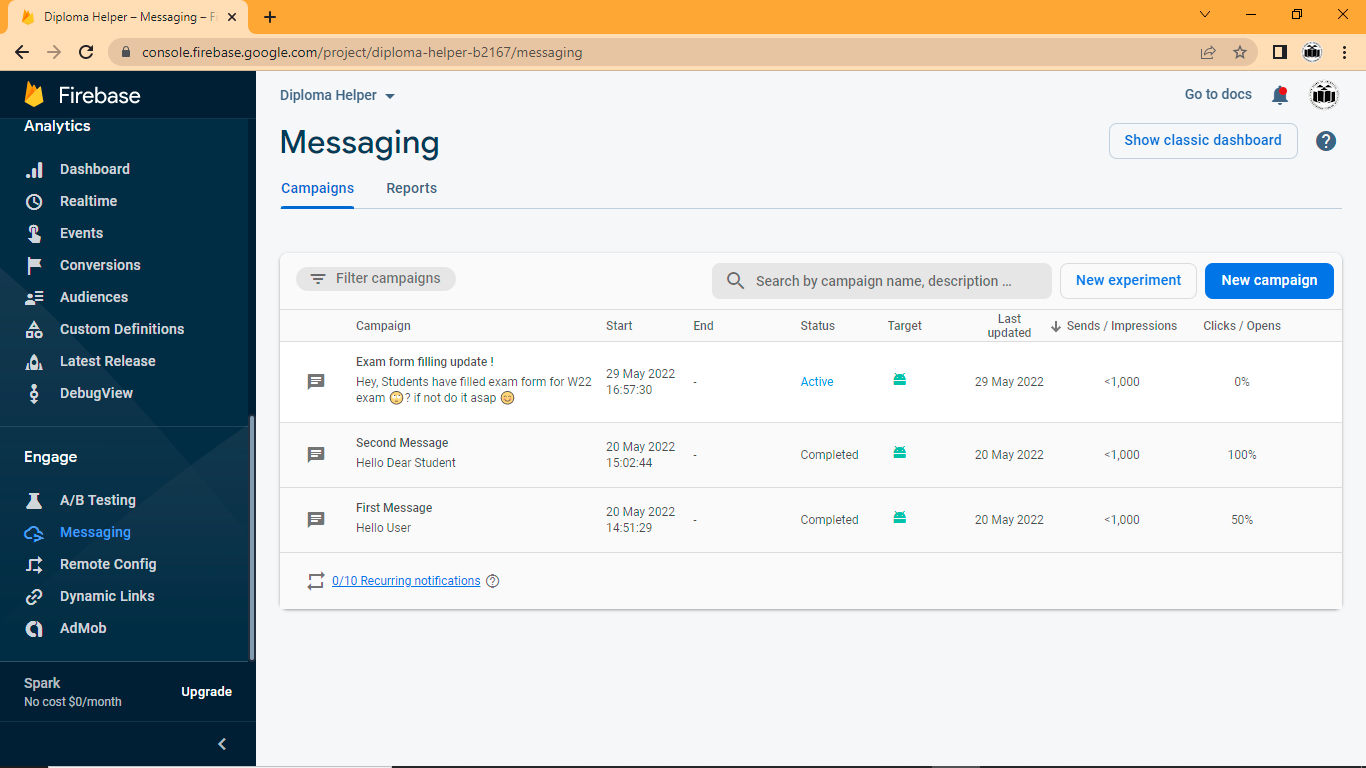 Diploma Helper – Messaging – Fi
console.firebase.google.com/project/diploma-helper-b2167/messaging
Firebase
Analytics
Dashboard
Realtime
Events
Conversions
Audiences
Custom Definitions
Latest Release
DebugView
Engage
A/B Testing
Messaging
Remote Config
Dynamic Links
AdMob
Spark
No cost $0/month
Upgrade
Diploma Helper
Go to docs
Messaging
Show classic dashboard
Campaigns Reports
Filter campaigns
Search by campaign name, description ...
New experiment
New campaign
Campaign Start End Status Target Last updated Sends / Impressions Clicks / Opens
Exam form filling update !
Hey, Students have filled exam form for W22
exam 🙄? if not do it asap 😊
29 May 2022
16:57:30
-
Active
29 May 2022
<1,000
0%
Second Message
Hello Dear Student
20 May 2022
15:02:44
-
Completed
20 May 2022
<1,000
100%
First Message
Hello User
20 May 2022
14:51:29
-
Completed
20 May 2022
<1,000
50%
0/10 Recurring notifications